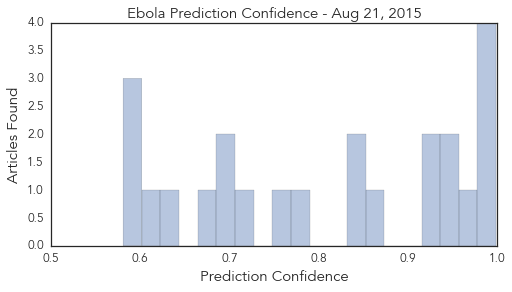 Ebola Prediction Confidence - Aug 21, 2015
4.0
3.5
3.0
2.5
2.0
1.5
1.0
0.5
0.0
Articles Found
0.5 0.6 0.7 0.8 0.9 1.0
Prediction Confidence